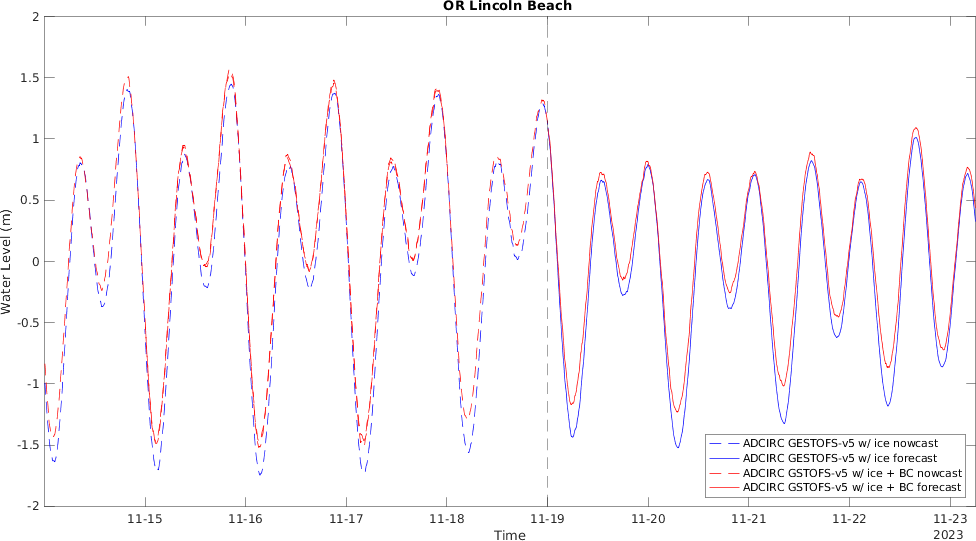 OR Lincoln Beach
2
1.5
1
0.5
0
-0.5
-1
-1.5
-2
Water Level (m)
ADCIRC GESTOFS-v5 w/ ice nowcast
ADCIRC GESTOFS-v5 w/ ice forecast
ADCIRC GSTOFS-v5 w/ ice + BC nowcast
ADCIRC GSTOFS-v5 w/ ice + BC forecast
11-15 11-16 11-17 11-18 11-19 11-20 11-21 11-22 11-23
Time
2023